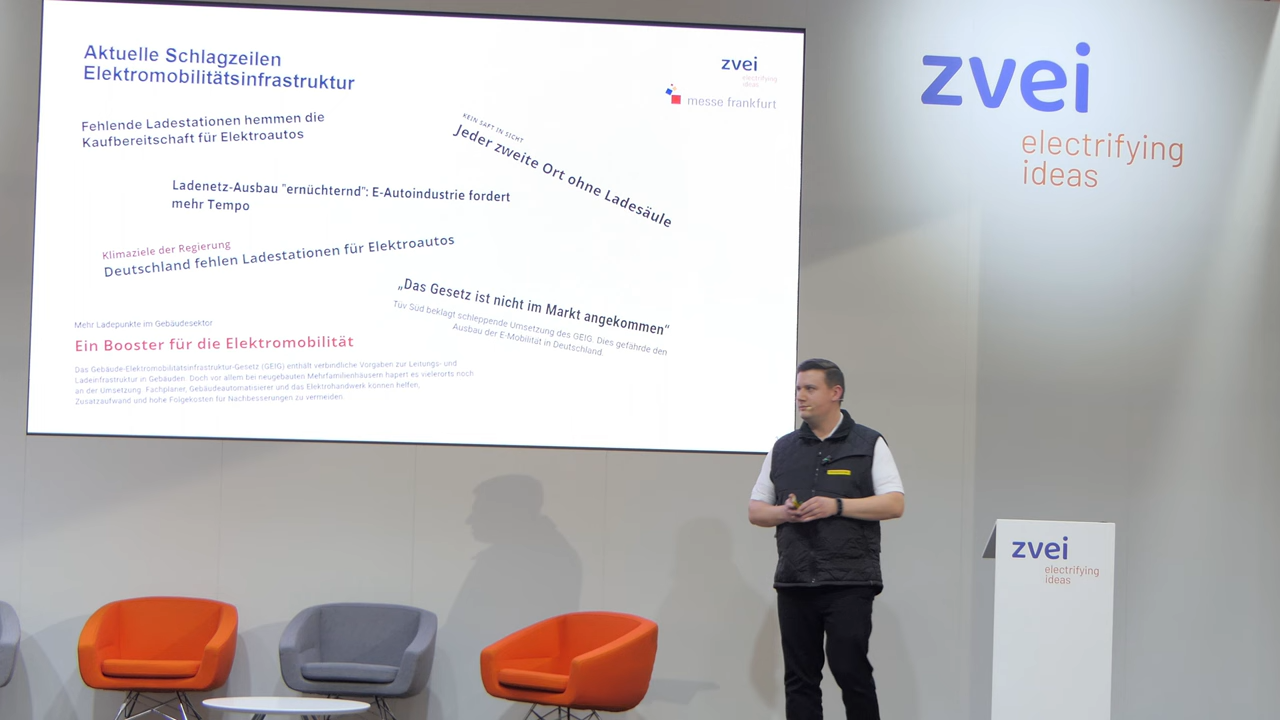 Aktuelle Schlagzeilen
Elektromobilitätsinfrastruktur
zvei
electrifying
ideas
messe frankfurt
Fehlende Ladestationen hemmen die
Kaufbereitschaft für Elektroautos
KEIN SAFT IN SICHT
Jeder zweite Ort ohne Ladesäule
Ladenetz-Ausbau "ernüchternd": E-Autoindustrie fordert
mehr Tempo
Klimaziele der Regierung
Deutschland fehlen Ladestationen für Elektroautos
„Das Gesetz ist nicht im Markt angekommen“
Tüv Süd beklagt schleppende Umsetzung des GEIG. Dies gefährde den
Ausbau der E-Mobilität in Deutschland.
Mehr Ladepunkte im Gebäudesektor
Ein Booster für die Elektromobilität
Das Gebäude-Elektromobilitätsinfrastruktur-Gesetz (GEIG) enthält verbindliche Vorgaben zur Leitungs- und
Ladeinfrastruktur in Gebäuden. Doch vor allem bei neugebauten Mehrfamilienhäusern hapert es vielerorts noch
an der Umsetzung. Fachplaner, Gebäudeautomatisierer und das Elektrohandwerk können helfen,
Zusatzaufwand und hohe Folgekosten für Nachbesserungen zu vermeiden.
zvei
electrifying
ideas
zvei
electrifying
ideas